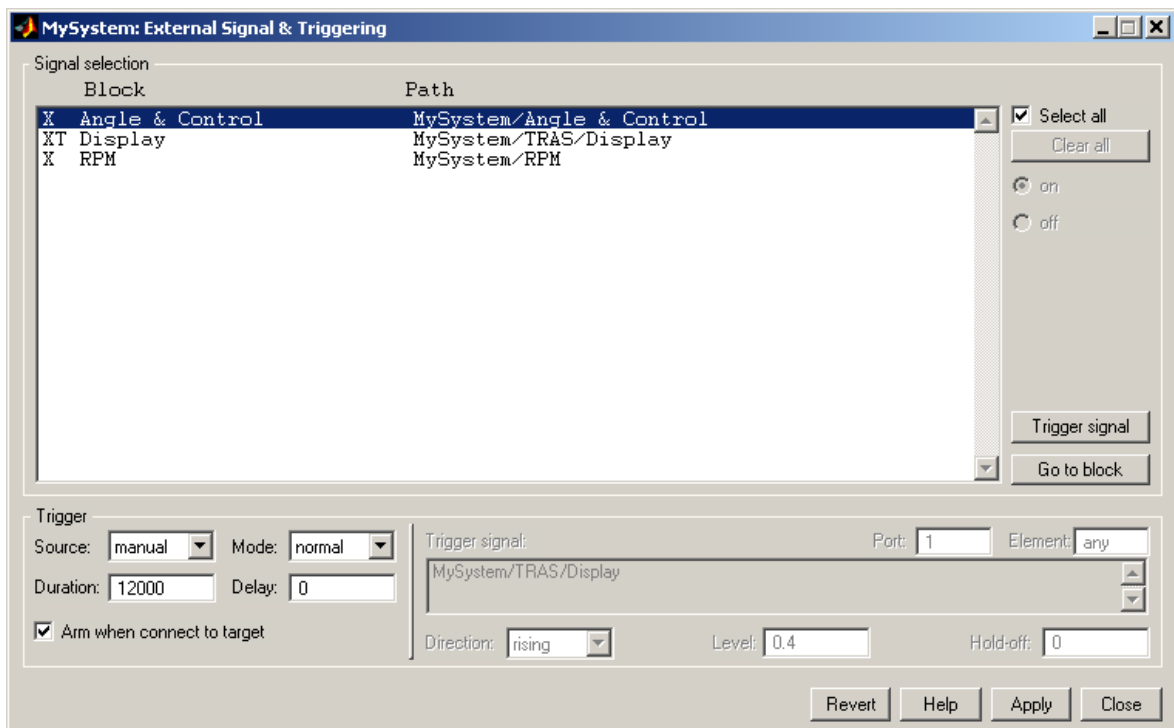 MySystem: External Signal & Triggering
Signal selection
Block Path
X Angle & Control MySystem/Angle & Control
XT Display MySystem/TRAS/Display
X RPM MySystem/RPM
Select all
Clear all
on
off
Trigger signal
Go to block
Trigger
Source: manual Mode: normal
Duration: 12000 Delay: 0
Arm when connect to target
Trigger signal: Port: 1 Element: any
MySystem/TRAS/Display
Direction: rising Level: 0.4 Hold-off: 0
Revert Help Apply Close